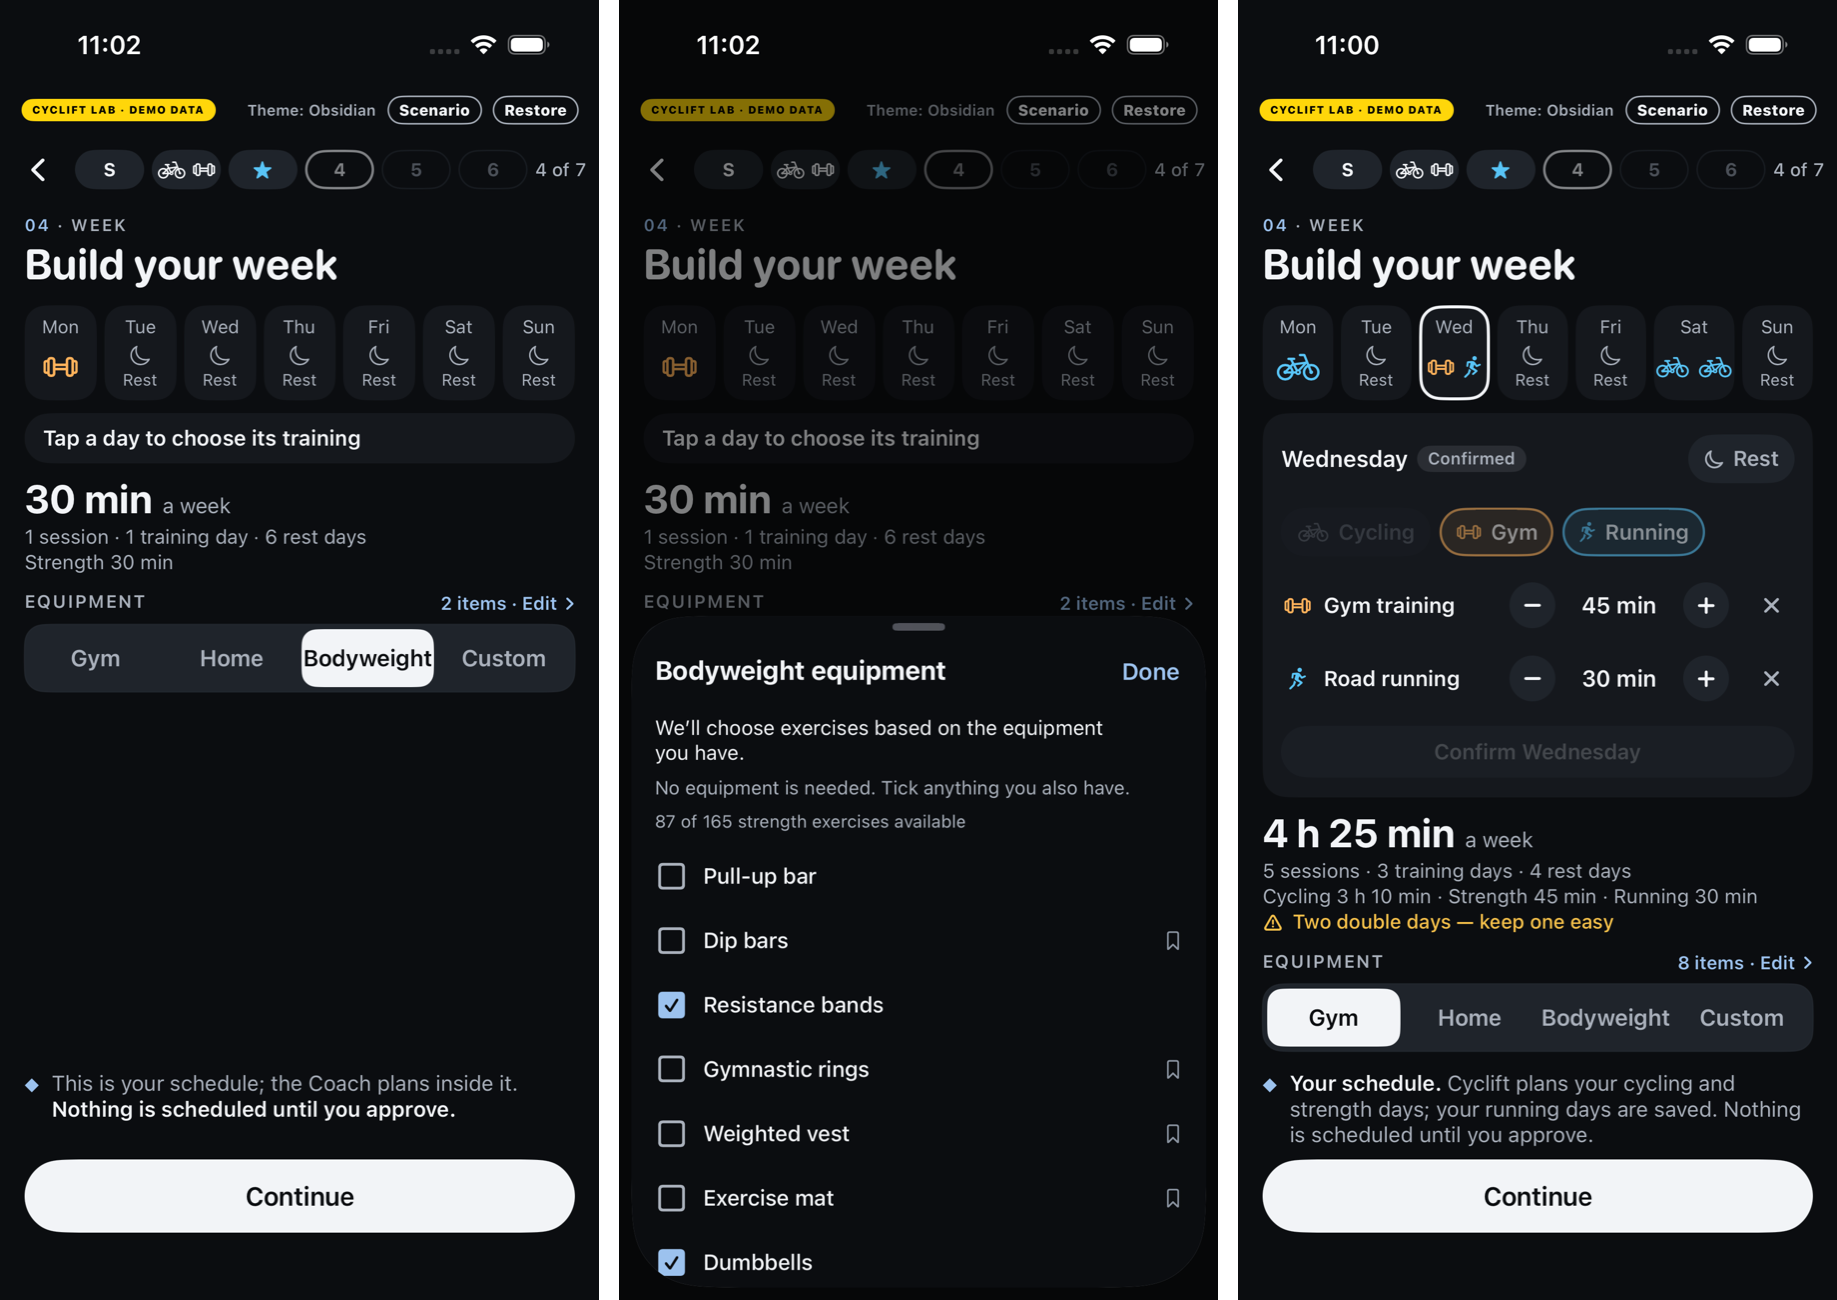 11:02
CYCLIFT LAB · DEMO DATA Theme: Obsidian Scenario Restore
S 4 5 6 4 of 7
04 · WEEK
Build your week
Mon Tue Wed Thu Fri Sat Sun
Rest Rest Rest Rest Rest Rest
Tap a day to choose its training
30 min a week
1 session · 1 training day · 6 rest days
Strength 30 min
EQUIPMENT 2 items · Edit
Gym Home Bodyweight Custom
This is your schedule; the Coach plans inside it.
Nothing is scheduled until you approve.
Continue
11:02
CYCLIFT LAB · DEMO DATA Theme: Obsidian Scenario Restore
S 4 5 6 4 of 7
04 · WEEK
Build your week
Mon Tue Wed Thu Fri Sat Sun
Rest Rest Rest Rest Rest Rest
Tap a day to choose its training
30 min a week
1 session · 1 training day · 6 rest days
Strength 30 min
EQUIPMENT 2 items · Edit
Bodyweight equipment Done
We’ll choose exercises based on the equipment
you have.
No equipment is needed. Tick anything you also have.
87 of 165 strength exercises available
Pull-up bar
Dip bars
Resistance bands
Gymnastic rings
Weighted vest
Exercise mat
Dumbbells
11:00
CYCLIFT LAB · DEMO DATA Theme: Obsidian Scenario Restore
S 4 5 6 4 of 7
04 · WEEK
Build your week
Mon Tue Wed Thu Fri Sat Sun
Rest Rest Rest Rest
Wednesday Confirmed Rest
Cycling Gym Running
Gym training 45 min
Road running 30 min
Confirm Wednesday
4 h 25 min a week
5 sessions · 3 training days · 4 rest days
Cycling 3 h 10 min · Strength 45 min · Running 30 min
Two double days — keep one easy
EQUIPMENT 8 items · Edit
Gym Home Bodyweight Custom
Your schedule. Cyclift plans your cycling and
strength days; your running days are saved. Nothing
is scheduled until you approve.
Continue